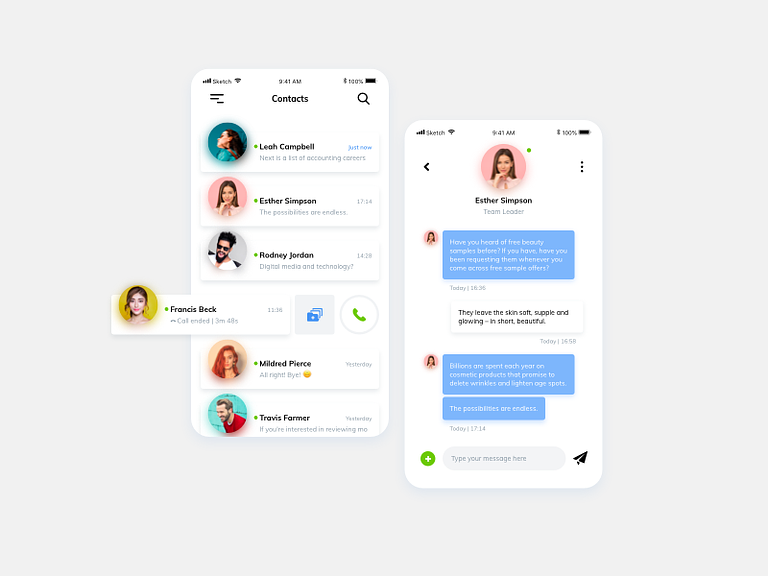 Sketch 9:41 AM 100%
Contacts
Leah Campbell Just now
Next is a list of accounting careers
Esther Simpson 17:14
The possibilities are endless.
Rodney Jordan 14:28
Digital media and technology?
Francis Beck 11:36
Call ended | 3m 48s
Mildred Pierce Yesterday
All right! Bye! 😊
Travis Farmer Yesterday
If you're interested in reviewing mo
Sketch 9:41 AM 100%
Esther Simpson
Team Leader
Have you heard of free beauty
samples before? If you have, have you
been requesting them whenever you
come across free sample offers?
Today | 16:36
They leave the skin soft, supple and
glowing – in short, beautiful.
Today | 16:58
Billions are spent each year on
cosmetic products that promise to
delete wrinkles and lighten age spots.
The possibilities are endless.
Today | 17:14
Type your message here